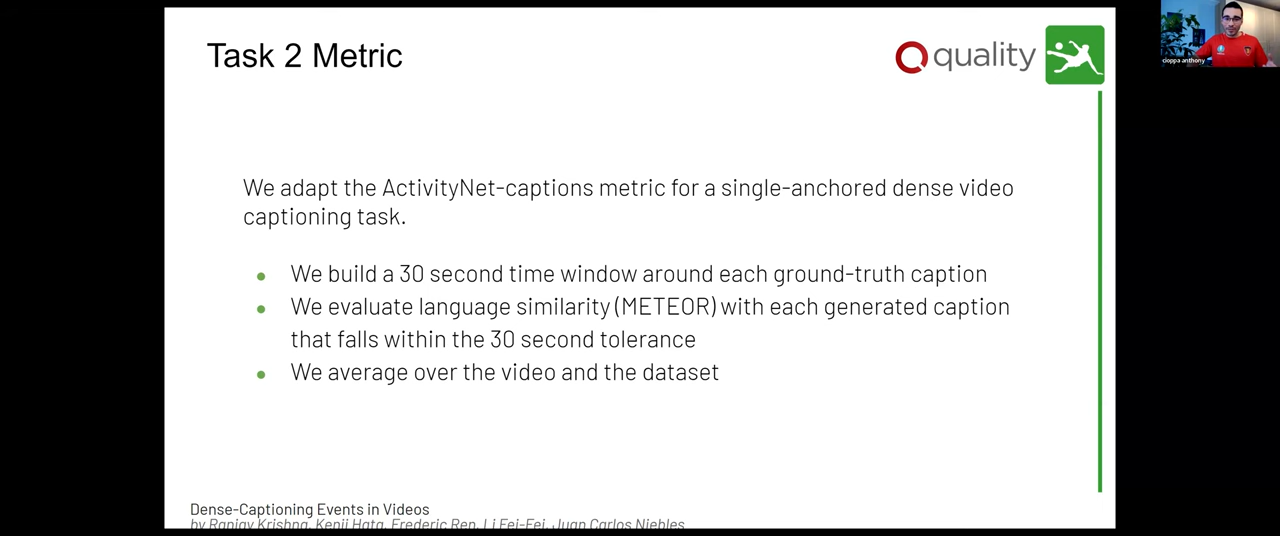 Task 2 Metric
quality
cioppa anthony
We adapt the ActivityNet-captions metric for a single-anchored dense video
captioning task.
● We build a 30 second time window around each ground-truth caption
● We evaluate language similarity (METEOR) with each generated caption
that falls within the 30 second tolerance
● We average over the video and the dataset
Dense-Captioning Events in Videos
by Ranjay Krishna, Kenji Hata, Frederic Ren, Li Fei-Fei, Juan Carlos Niebles